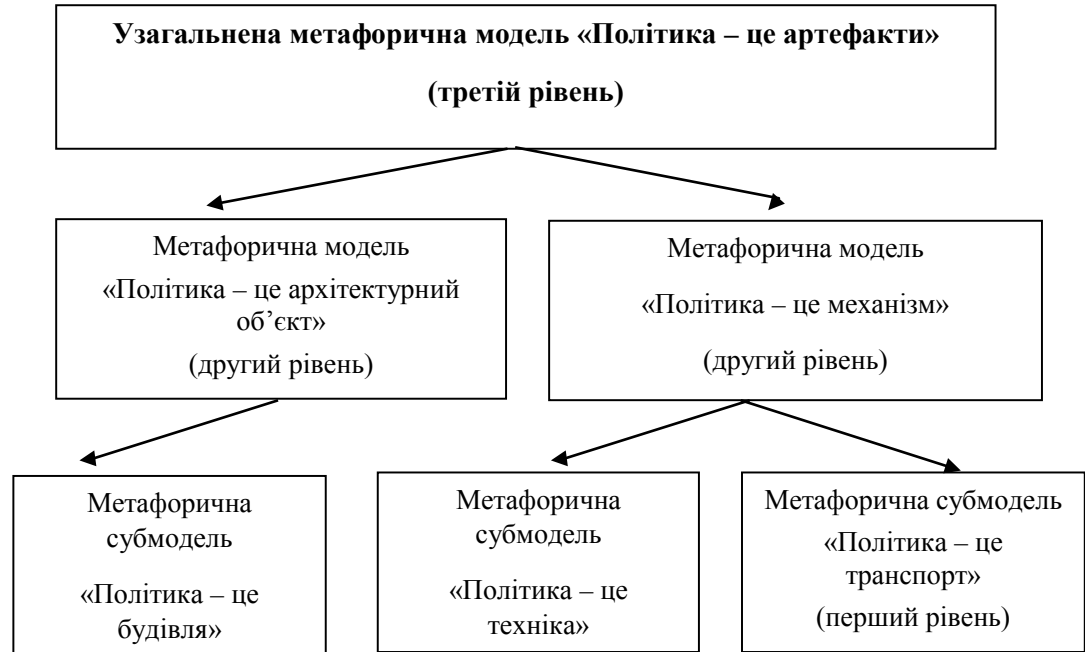 Узагальнена метафорична модель «Політика – це артефакти»
(третій рівень)
Метафорична модель
«Політика – це архітектурний
об’єкт»
(другий рівень)
Метафорична модель
«Політика – це механізм»
(другий рівень)
Метафорична
субмодель
«Політика – це
будівля»
Метафорична
субмодель
«Політика – це
техніка»
Метафорична субмодель
«Політика – це
транспорт»
(перший рівень)